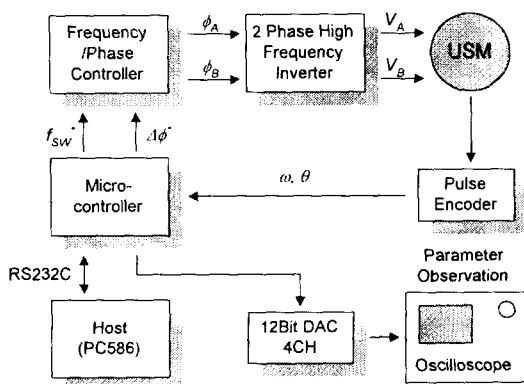 Frequency
/Phase
Controller
ϕA
ϕB
2 Phase High
Frequency
Inverter
VA
VB
USM
fSW*
Δϕ*
Micro-
controller
ω, θ
Pulse
Encoder
RS232C
Host
(PC586)
12Bit DAC
4CH
Parameter
Observation
Oscilloscope